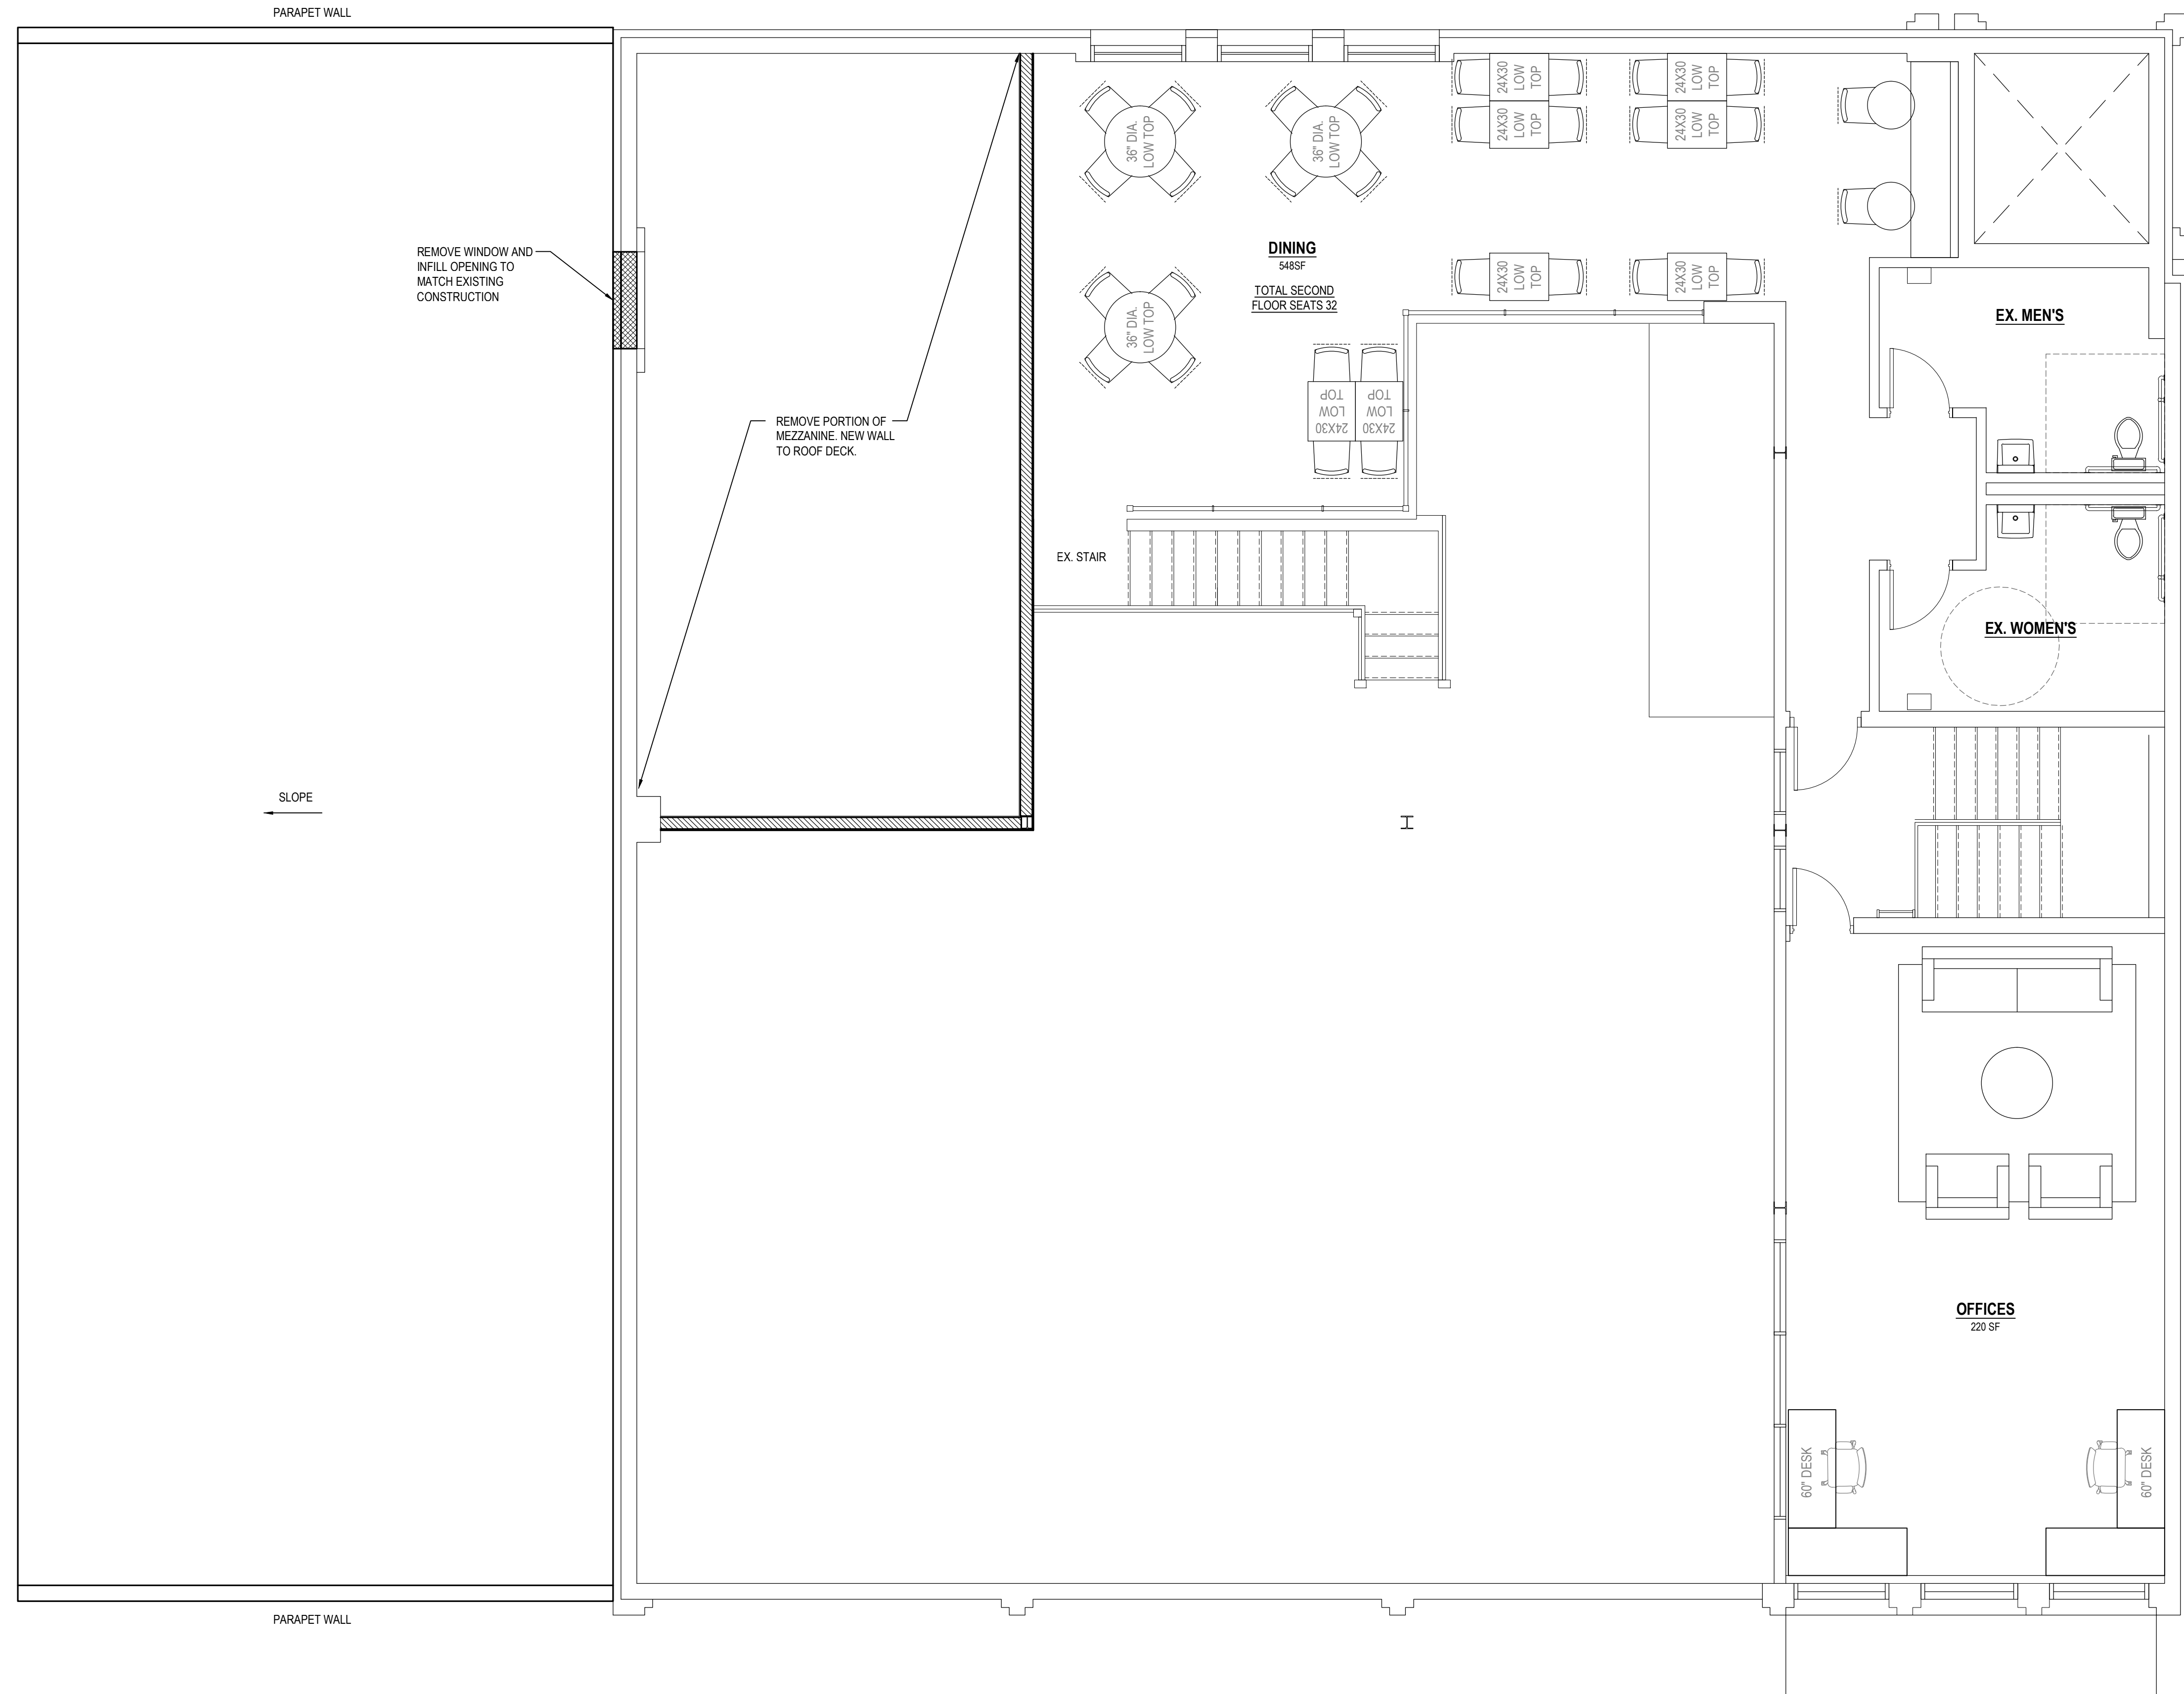 PARAPET WALL
24X30
LOW
TOP
24X30
LOW
TOP
24X30
LOW
TOP
24X30
LOW
TOP
36" DIA.
LOW TOP
36" DIA.
LOW TOP
REMOVE WINDOW AND
INFILL OPENING TO
MATCH EXISTING
CONSTRUCTION
DINING
548SF
TOTAL SECOND
FLOOR SEATS 32
24X30
LOW
TOP
24X30
LOW
TOP
36" DIA.
LOW TOP
EX. MEN'S
24X30
LOW
TOP
24X30
LOW
TOP
REMOVE PORTION OF
MEZZANINE. NEW WALL
TO ROOF DECK.
EX. STAIR
EX. WOMEN'S
SLOPE
OFFICES
220 SF
60" DESK
60" DESK
PARAPET WALL